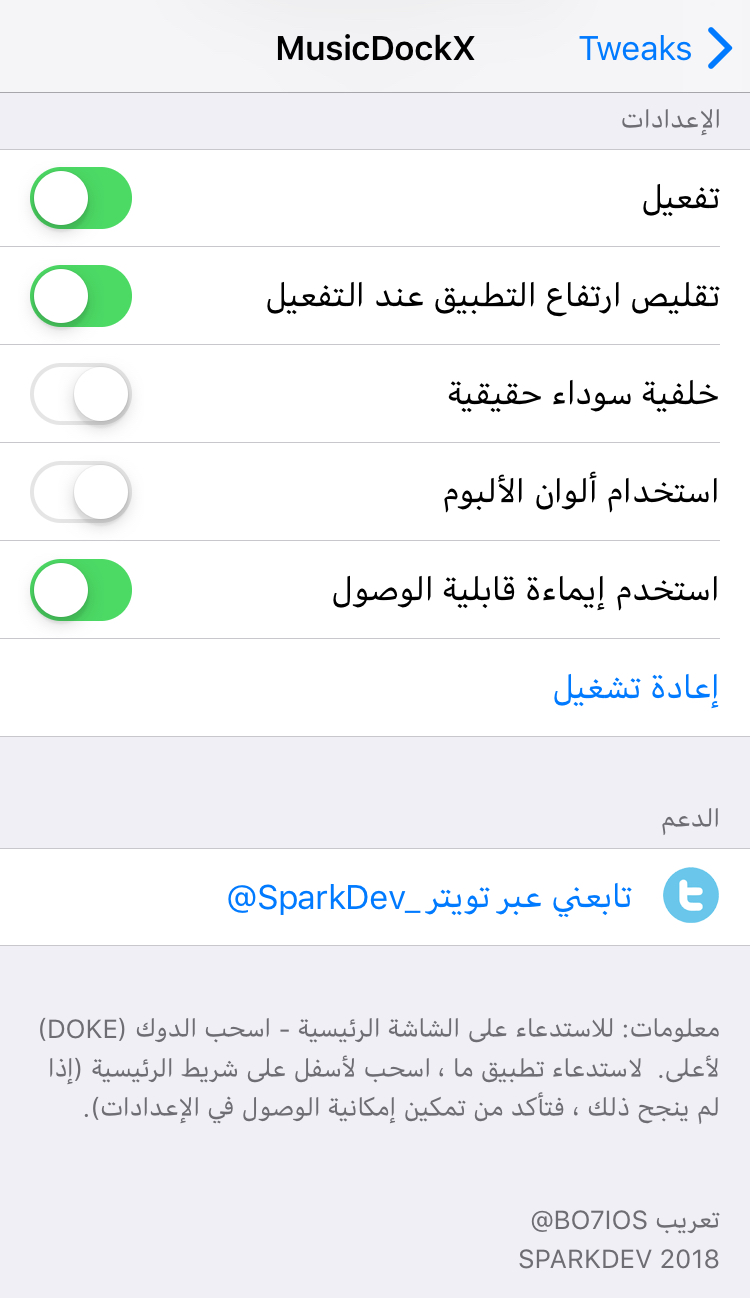 MusicDockX
Tweaks
الإعدادات
تفعيل
تقليص ارتفاع التطبيق عند التفعيل
خلفية سوداء حقيقية
استخدام ألوان الألبوم
استخدم إيماءة قابلية الوصول
إعادة تشغيل
الدعم
تابعني عبر تويتر _SparkDev@
معلومات: للاستدعاء على الشاشة الرئيسية - اسحب الدوك (DOKE)
لأعلى. لاستدعاء تطبيق ما ، اسحب لأسفل على شريط الرئيسية (إذا
لم ينجح ذلك ، فتأكد من تمكين إمكانية الوصول في الإعدادات).
تعريب @BO7IOS
SPARKDEV 2018